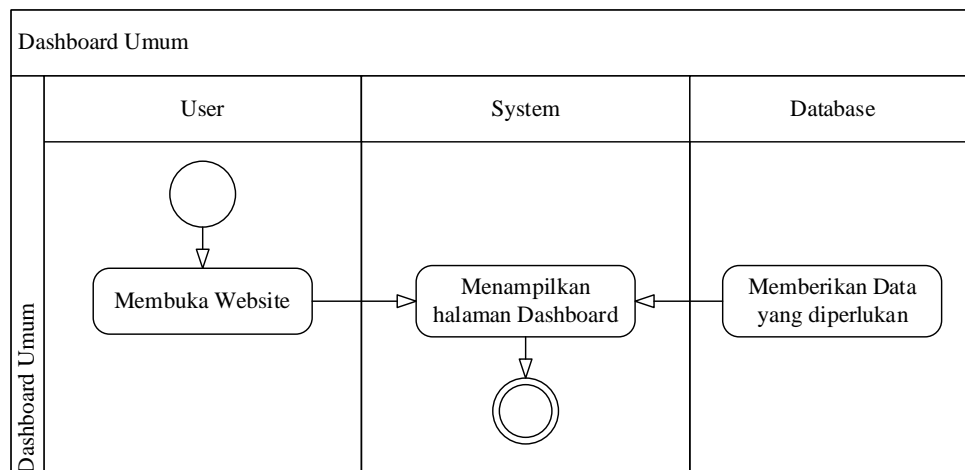 Dashboard Umum
User
System
Database
Membuka Website
Menampilkan
halaman Dashboard
Memberikan Data
yang diperlukan
Dashboard Umum